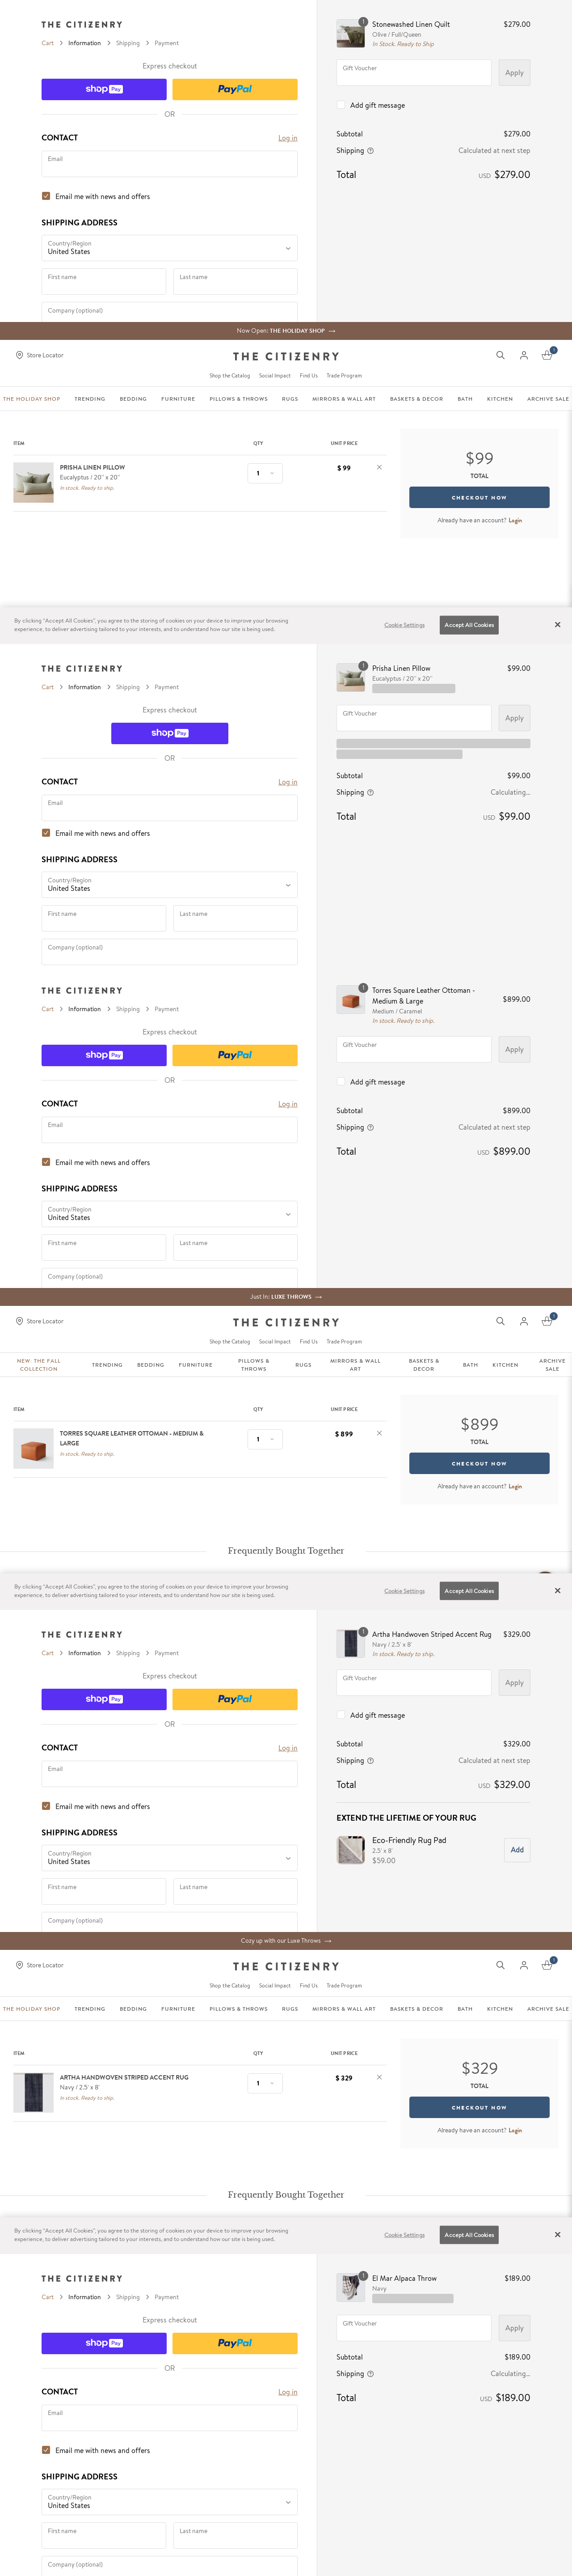 THE CITIZENRY
Cart > Information > Shipping > Payment
Express checkout
shop Pay
PayPal
OR
CONTACT
Log in
Email
Email me with news and offers
SHIPPING ADDRESS
Country/Region
United States
First name
Last name
Company (optional)
1
Stonewashed Linen Quilt
$279.00
Olive / Full/Queen
In Stock. Ready to Ship
Gift Voucher
Apply
Add gift message
Subtotal
$279.00
Shipping
Calculated at next step
Total
USD $279.00
Now Open: THE HOLIDAY SHOP →
Store Locator
THE CITIZENRY
Shop the Catalog
Social Impact
Find Us
Trade Program
THE HOLIDAY SHOP
TRENDING
BEDDING
FURNITURE
PILLOWS & THROWS
RUGS
MIRRORS & WALL ART
BASKETS & DECOR
BATH
KITCHEN
ARCHIVE SALE
ITEM
QTY
UNIT PRICE
PRISHA LINEN PILLOW
Eucalyptus / 20" x 20"
In stock. Ready to ship.
1
$ 99
$99
TOTAL
CHECKOUT NOW
Already have an account? Login
By clicking "Accept All Cookies", you agree to the storing of cookies on your device to improve your browsing
experience, to deliver advertising tailored to your interests, and to understand how our site is being used.
Cookie Settings
Accept All Cookies
THE CITIZENRY
Cart > Information > Shipping > Payment
Express checkout
shop Pay
OR
CONTACT
Log in
Email
Email me with news and offers
SHIPPING ADDRESS
Country/Region
United States
First name
Last name
Company (optional)
1
Prisha Linen Pillow
$99.00
Eucalyptus / 20" x 20"
Gift Voucher
Apply
Subtotal
$99.00
Shipping
Calculating...
Total
USD $99.00
THE CITIZENRY
Cart > Information > Shipping > Payment
Express checkout
shop Pay
PayPal
OR
CONTACT
Log in
Email
Email me with news and offers
SHIPPING ADDRESS
Country/Region
United States
First name
Last name
Company (optional)
1
Torres Square Leather Ottoman -
Medium & Large
$899.00
Medium / Caramel
In stock. Ready to ship.
Gift Voucher
Apply
Add gift message
Subtotal
$899.00
Shipping
Calculated at next step
Total
USD $899.00
Just In: LUXE THROWS →
Store Locator
THE CITIZENRY
Shop the Catalog
Social Impact
Find Us
Trade Program
NEW: THE FALL
COLLECTION
TRENDING
BEDDING
FURNITURE
PILLOWS &
THROWS
RUGS
MIRRORS & WALL
ART
BASKETS &
DECOR
BATH
KITCHEN
ARCHIVE
SALE
ITEM
QTY
UNIT PRICE
TORRES SQUARE LEATHER OTTOMAN - MEDIUM &
LARGE
In stock. Ready to ship.
1
$ 899
$899
TOTAL
CHECKOUT NOW
Already have an account? Login
Frequently Bought Together
By clicking "Accept All Cookies", you agree to the storing of cookies on your device to improve your browsing
experience, to deliver advertising tailored to your interests, and to understand how our site is being used.
Cookie Settings
Accept All Cookies
THE CITIZENRY
Cart > Information > Shipping > Payment
Express checkout
shop Pay
PayPal
OR
CONTACT
Log in
Email
Email me with news and offers
SHIPPING ADDRESS
Country/Region
United States
First name
Last name
Company (optional)
1
Artha Handwoven Striped Accent Rug
$329.00
Navy / 2.5' x 8'
In stock. Ready to ship.
Gift Voucher
Apply
Add gift message
Subtotal
$329.00
Shipping
Calculated at next step
Total
USD $329.00
EXTEND THE LIFETIME OF YOUR RUG
Eco-Friendly Rug Pad
2.5' x 8'
$59.00
Add
Cozy up with our Luxe Throws →
Store Locator
THE CITIZENRY
Shop the Catalog
Social Impact
Find Us
Trade Program
THE HOLIDAY SHOP
TRENDING
BEDDING
FURNITURE
PILLOWS & THROWS
RUGS
MIRRORS & WALL ART
BASKETS & DECOR
BATH
KITCHEN
ARCHIVE SALE
ITEM
QTY
UNIT PRICE
ARTHA HANDWOVEN STRIPED ACCENT RUG
Navy / 2.5' x 8'
In stock. Ready to ship.
1
$ 329
$329
TOTAL
CHECKOUT NOW
Already have an account? Login
Frequently Bought Together
By clicking "Accept All Cookies", you agree to the storing of cookies on your device to improve your browsing
experience, to deliver advertising tailored to your interests, and to understand how our site is being used.
Cookie Settings
Accept All Cookies
THE CITIZENRY
Cart > Information > Shipping > Payment
Express checkout
shop Pay
PayPal
OR
CONTACT
Log in
Email
Email me with news and offers
SHIPPING ADDRESS
Country/Region
United States
First name
Last name
Company (optional)
1
El Mar Alpaca Throw
$189.00
Navy
Gift Voucher
Apply
Subtotal
$189.00
Shipping
Calculating...
Total
USD $189.00